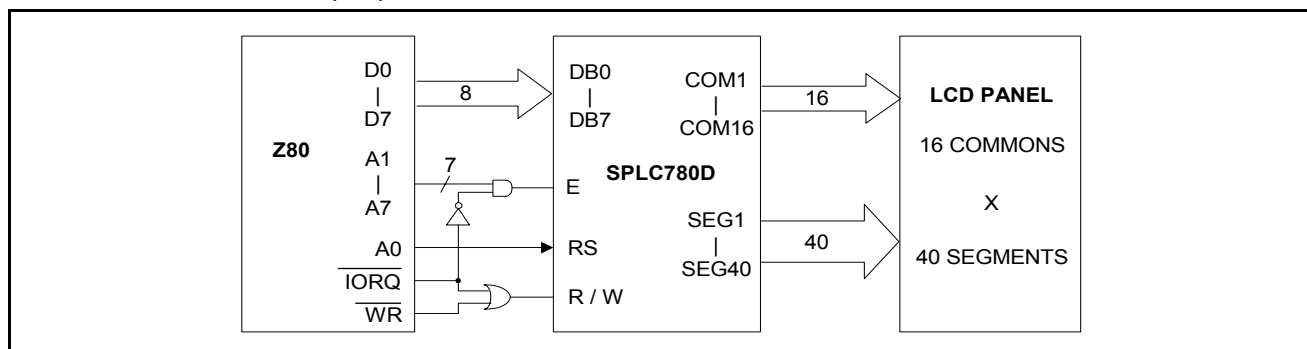 D0
D7
Z80
A1
A7
A0
IORQ
WR
8
7
DB0
DB7
COM1
COM16
SPLC780D
E
RS
R / W
SEG1
SEG40
16
40
LCD PANEL
16 COMMONS
X
40 SEGMENTS